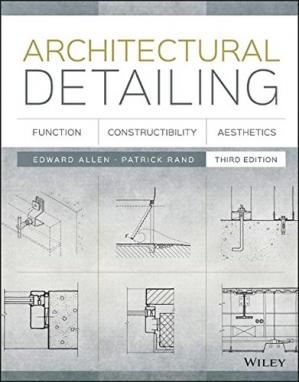 ARCHITECTURAL
DETAILING
FUNCTION CONSTRUCTIBILITY AESTHETICS
EDWARD ALLEN · PATRICK RAND THIRD EDITION
WILEY